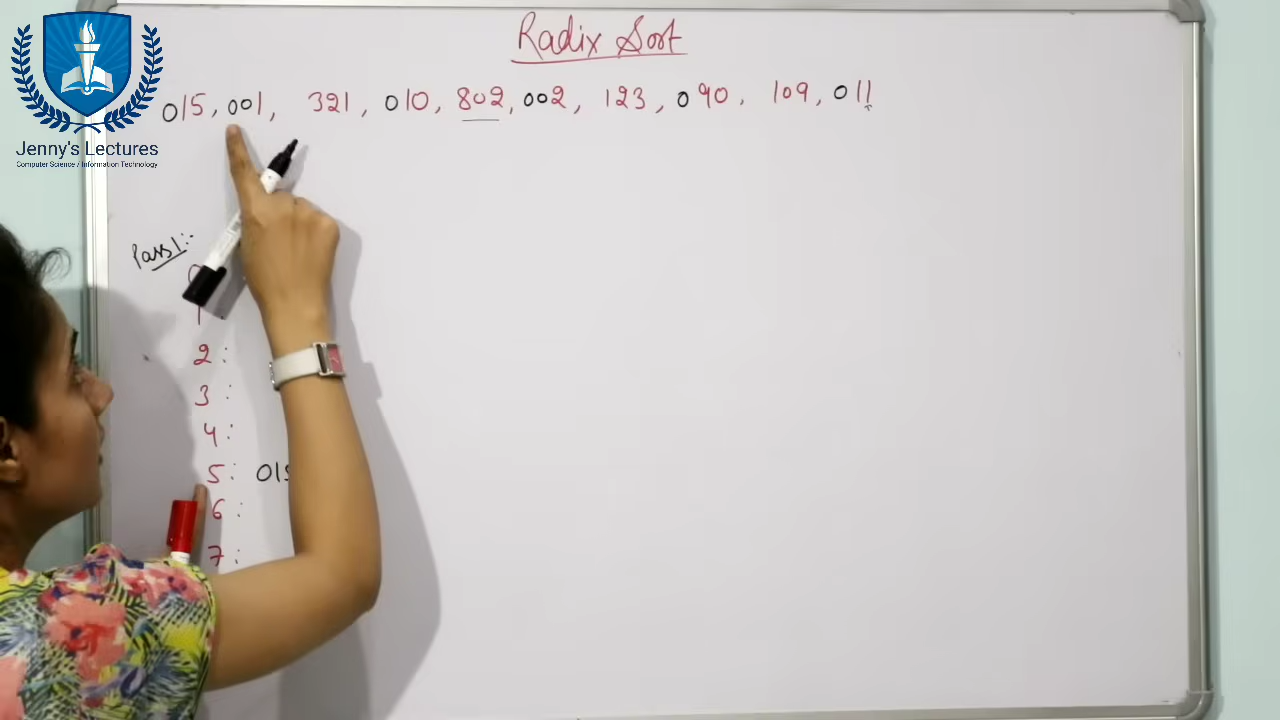 Radix Sort
015, 001, 321, 010, 802, 002, 123, 090, 109, 011
Jenny's Lectures
Computer Science / Information Technology
Pass 1:-
1
2 :
3 :
4 :
5 : 015
6 :
7 :